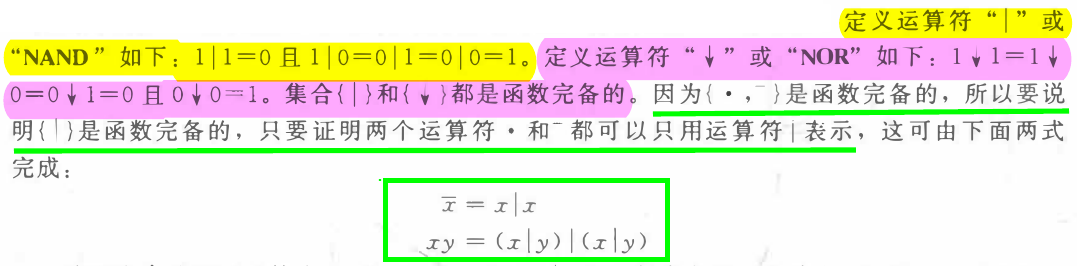 定义运算符“|”或
“NAND”如下：1|1=0且1|0=0|1=0|0=1。定义运算符“↓”或“NOR”如下：1↓1=1↓
0=0↓1=0且0↓0=1。集合{|}和{↓}都是函数完备的。因为{·,¯}是函数完备的，所以要说
明{|}是函数完备的，只要证明两个运算符·和¯都可以只用运算符|表示，这可由下面两式
完成：
x̅ = x|x
xy = (x|y)|(x|y)